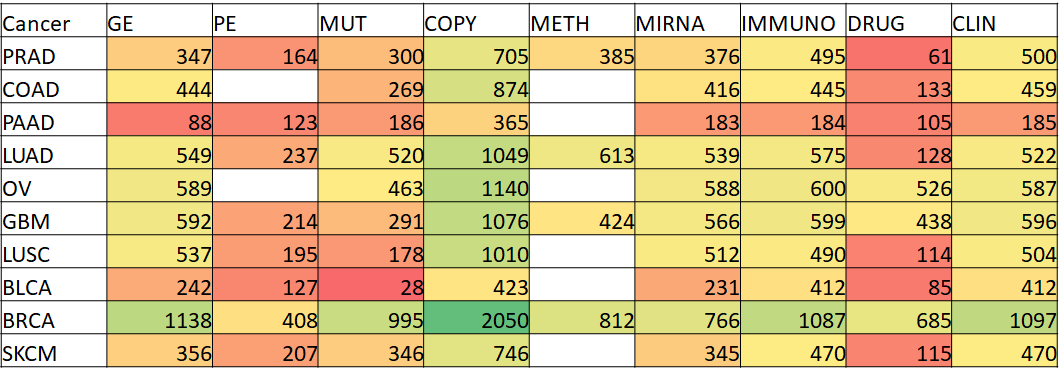 Cancer GE PE MUT COPY METH MIRNA IMMUNO DRUG CLIN
PRAD 347 164 300 705 385 376 495 61 500
COAD 444 269 874 416 445 133 459
PAAD 88 123 186 365 183 184 105 185
LUAD 549 237 520 1049 613 539 575 128 522
OV 589 463 1140 588 600 526 587
GBM 592 214 291 1076 424 566 599 438 596
LUSC 537 195 178 1010 512 490 114 504
BLCA 242 127 28 423 231 412 85 412
BRCA 1138 408 995 2050 812 766 1087 685 1097
SKCM 356 207 346 746 345 470 115 470